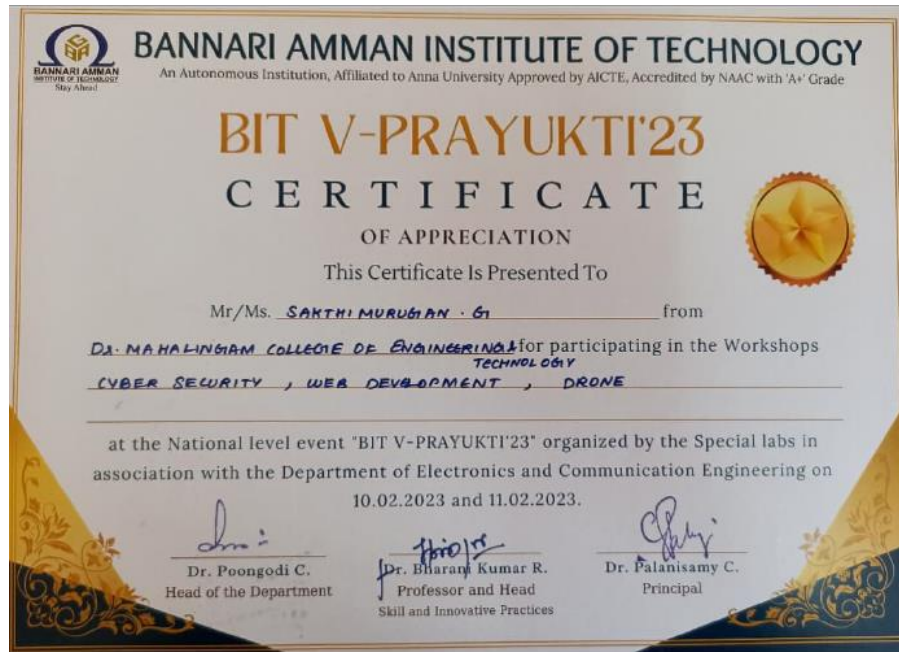 BANNARI AMMAN INSTITUTE OF TECHNOLOGY
BANNARI AMMAN
INSTITUTE OF TECHNOLOGY
Stay Ahead
An Autonomous Institution, Affiliated to Anna University Approved by AICTE, Accredited by NAAC with 'A+' Grade
BIT V-PRAYUKTI'23
CERTIFICATE
OF APPRECIATION
This Certificate Is Presented To
Mr/Ms. SAKTHI MURUGAN . G from
Dr. MAHALINGAM COLLEGE OF ENGINEERING & for participating in the Workshops
TECHNOLOGY
CYBER SECURITY , WEB DEVELOPMENT , DRONE
at the National level event "BIT V-PRAYUKTI'23" organized by the Special labs in
association with the Department of Electronics and Communication Engineering on
10.02.2023 and 11.02.2023.
Dr. Poongodi C.
Head of the Department
Dr. Bharani Kumar R.
Professor and Head
Skill and Innovative Practices
Dr. Palanisamy C.
Principal